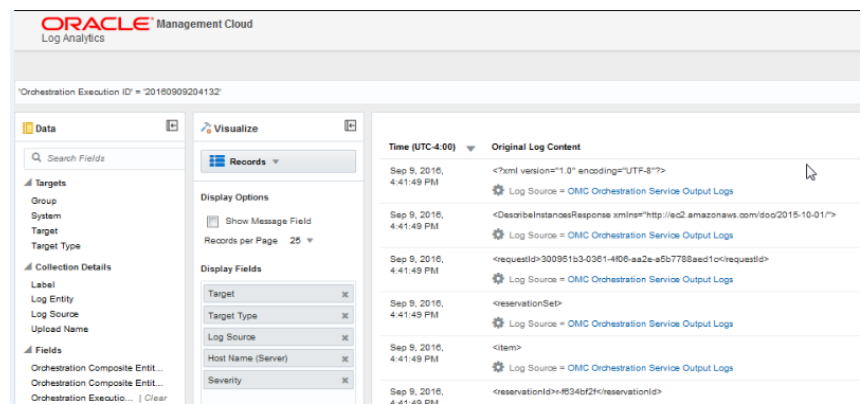 ORACLE Management Cloud
Log Analytics
'Orchestration Execution ID' = '20160909204132'
Data
Search Fields
Targets
Group
System
Target
Target Type
Collection Details
Label
Log Entity
Log Source
Upload Name
Fields
Orchestration Composite Entit...
Orchestration Composite Entit...
Orchestration Executio... | Clear
Visualize
Records
Display Options
Show Message Field
Records per Page 25
Display Fields
Target
Target Type
Log Source
Host Name (Server)
Severity
Time (UTC-4:00) Original Log Content
Sep 9, 2016,
4:41:49 PM
<?xml version="1.0" encoding="UTF-8"?>
Log Source = OMC Orchestration Service Output Logs
Sep 9, 2016,
4:41:49 PM
<DescribeInstancesResponse xmlns="http://ec2.amazonaws.com/doc/2015-10-01/">
Log Source = OMC Orchestration Service Output Logs
Sep 9, 2016,
4:41:49 PM
<requestId>300951b3-0361-4f06-aa2e-a5b7788aed1c</requestId>
Log Source = OMC Orchestration Service Output Logs
Sep 9, 2016,
4:41:49 PM
<reservationSet>
Log Source = OMC Orchestration Service Output Logs
Sep 9, 2016,
4:41:49 PM
<item>
Log Source = OMC Orchestration Service Output Logs
Sep 9, 2016,
4:41:49 PM
<reservationId>r-f634bf2f</reservationId>